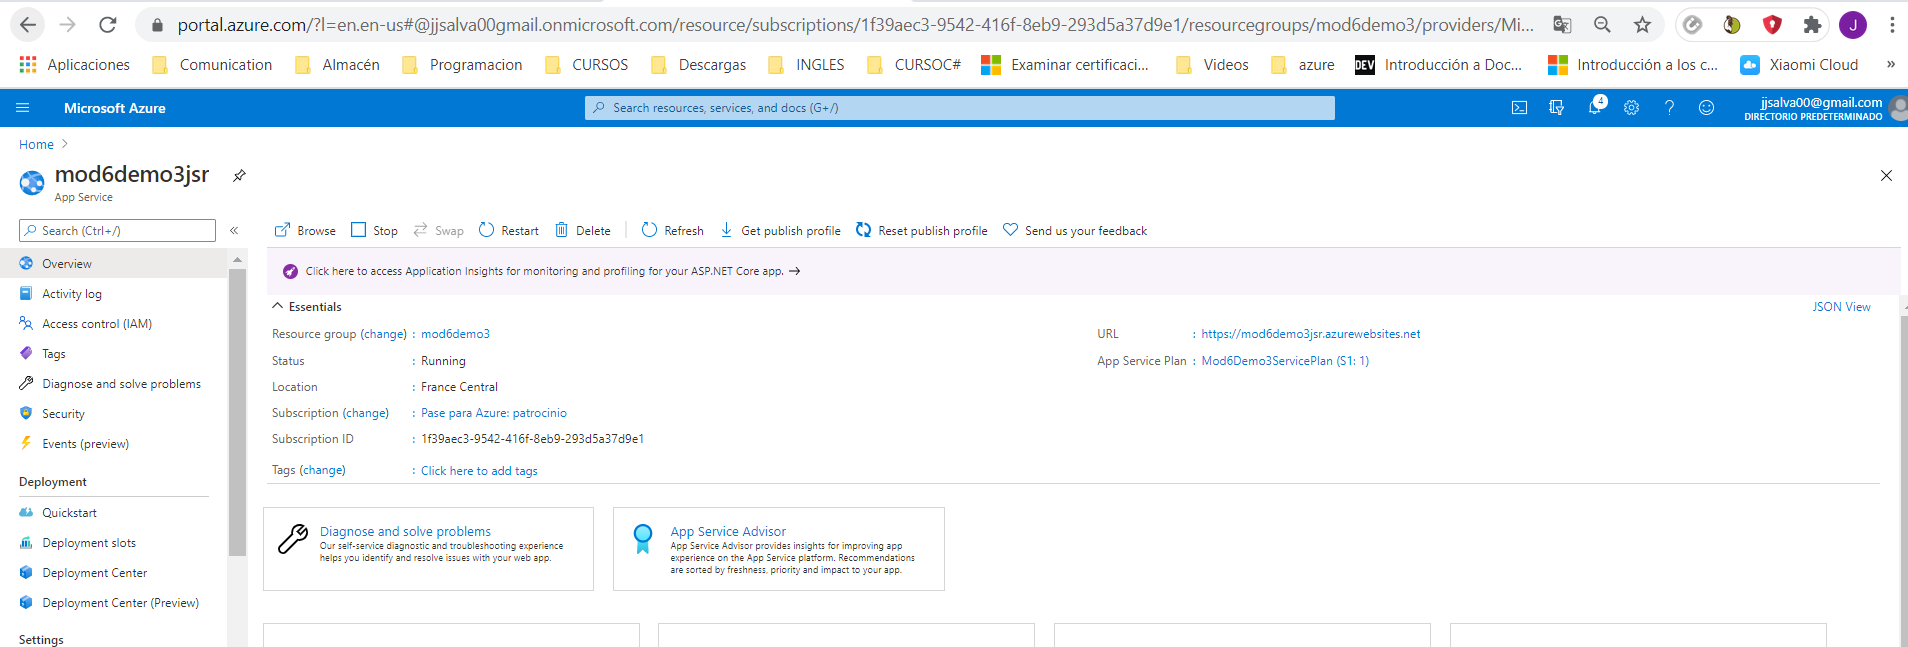 portal.azure.com/?l=en.en-us#@jjsalva00gmail.onmicrosoft.com/resource/subscriptions/1f39aec3-9542-416f-8eb9-293d5a37d9e1/resourcegroups/mod6demo3/providers/Mi... J
Aplicaciones Comunication Almacén Programacion CURSOS Descargas INGLES CURSOC# Examinar certificaci... Videos azure DEV Introducción a Doc... Introducción a los c... Xiaomi Cloud »
Microsoft Azure Search resources, services, and docs (G+/) 4 jjsalva00@gmail.com
DIRECTORIO PREDETERMINADO
Home >
mod6demo3jsr
App Service
Search (Ctrl+/) «
Browse Stop Swap Restart Delete Refresh Get publish profile Reset publish profile Send us your feedback
Overview
Activity log
Access control (IAM)
Tags
Diagnose and solve problems
Security
Events (preview)
Deployment
Quickstart
Deployment slots
Deployment Center
Deployment Center (Preview)
Settings
Click here to access Application Insights for monitoring and profiling for your ASP.NET Core app. →
Essentials JSON View
Resource group (change) : mod6demo3
Status : Running
Location : France Central
Subscription (change) : Pase para Azure: patrocinio
Subscription ID : 1f39aec3-9542-416f-8eb9-293d5a37d9e1
Tags (change) : Click here to add tags
URL : https://mod6demo3jsr.azurewebsites.net
App Service Plan : Mod6Demo3ServicePlan (S1: 1)
Diagnose and solve problems
Our self-service diagnostic and troubleshooting experience
helps you identify and resolve issues with your web app.
App Service Advisor
App Service Advisor provides insights for improving app
experience on the App Service platform. Recommendations
are sorted by freshness, priority and impact to your app.